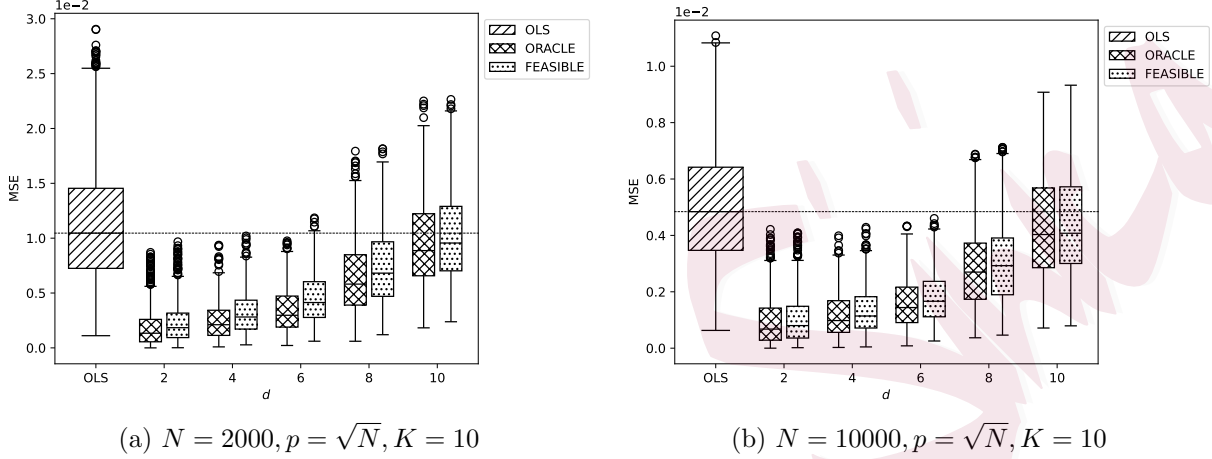 1e−2
3.0
2.5
2.0
1.5
1.0
0.5
0.0
MSE
OLS 2 4 6 8 10
d
OLS
ORACLE
FEASIBLE
(a) N = 2000, p = √N, K = 10
1e−2
1.0
0.8
0.6
0.4
0.2
0.0
MSE
OLS 2 4 6 8 10
d
OLS
ORACLE
FEASIBLE
(b) N = 10000, p = √N, K = 10